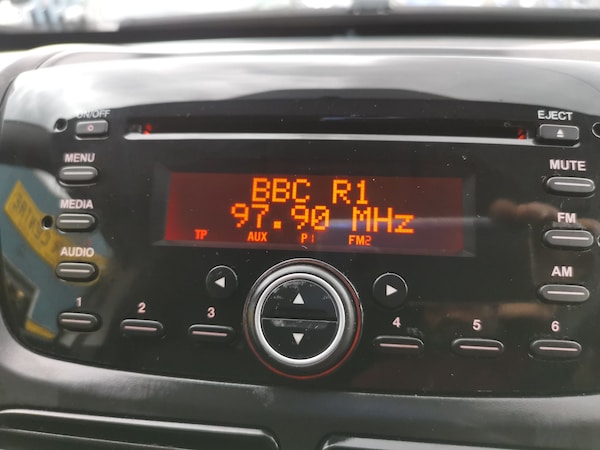 ON/OFF
EJECT
MENU
MUTE
MEDIA
FM
AUDIO
AM
BBC R1
97.90 MHz
TP AUX P1 FM2
1 2 3 4 5 6